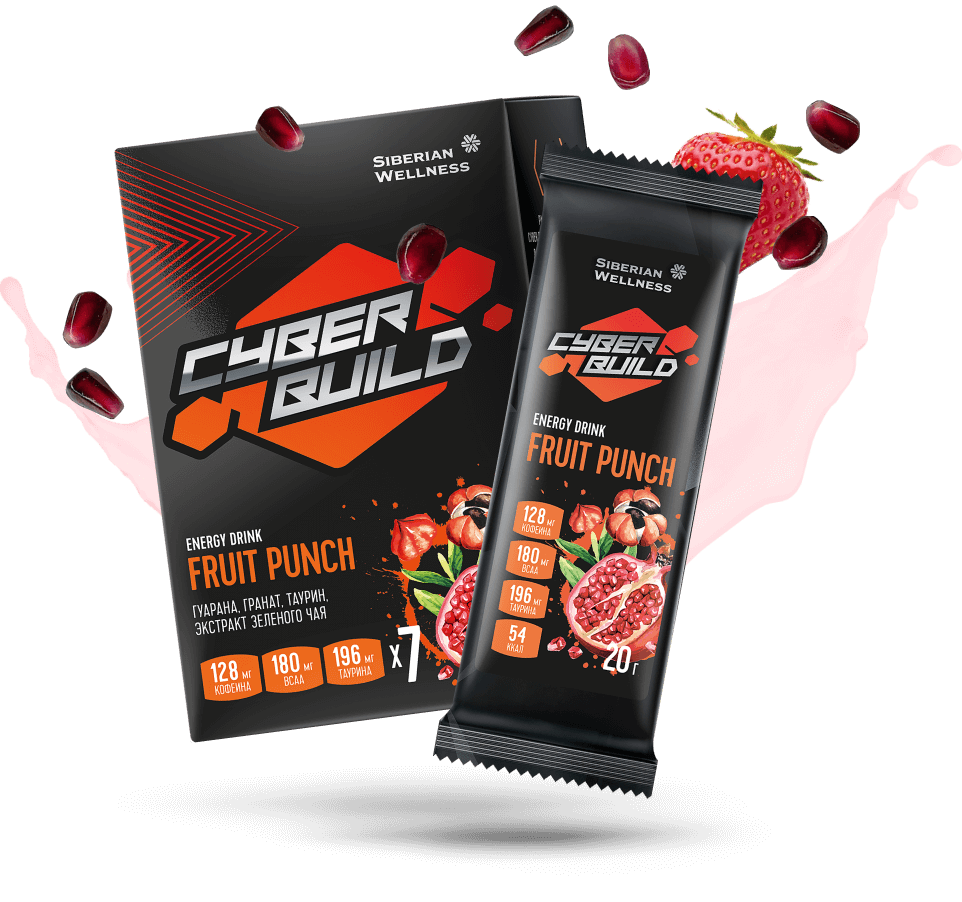 SIBERIAN
WELLNESS
CYBER
BUILD
ENERGY DRINK
FRUIT PUNCH
ГУАРАНА, ГРАНАТ, ТАУРИН,
ЭКСТРАКТ ЗЕЛЕНОГО ЧАЯ
128 мг
КОФЕИНА
180 мг
BCAA
196 мг
ТАУРИНА
x7
SIBERIAN
WELLNESS
CYBER
BUILD
ENERGY DRINK
FRUIT PUNCH
128 мг
КОФЕИНА
180 мг
BCAA
196 мг
ТАУРИНА
54
ККАЛ
20 г